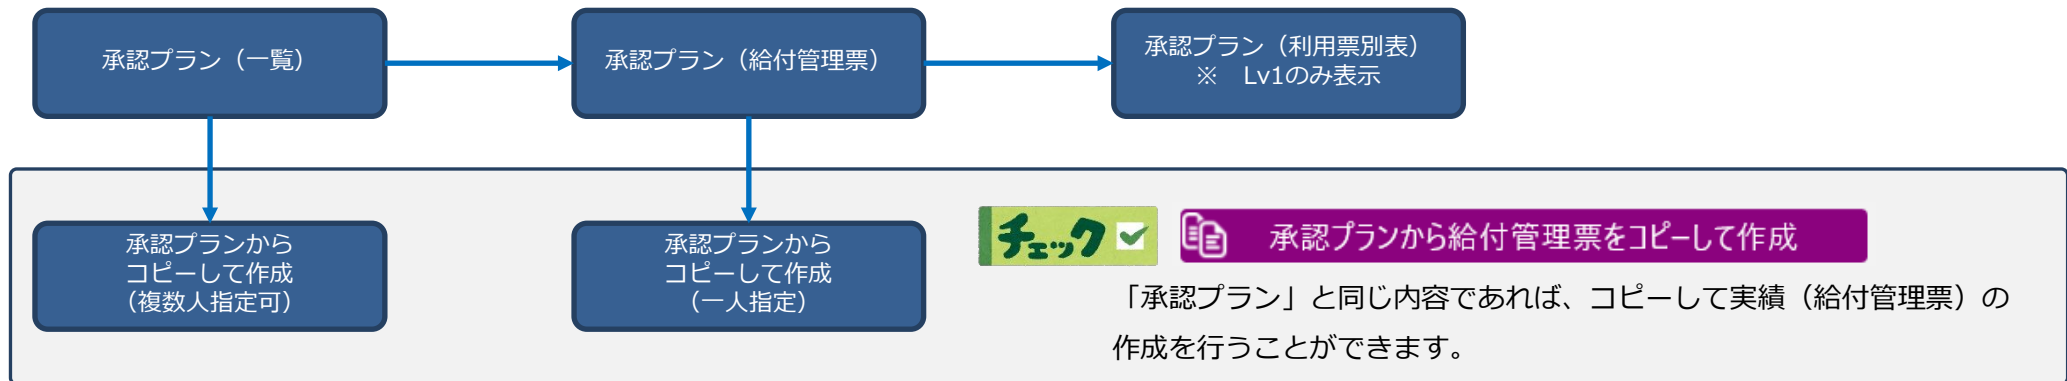 承認プラン（一覧）
承認プラン（給付管理票）
承認プラン（利用票別表）
※　Lv1のみ表示
承認プランから
コピーして作成
（複数人指定可）
承認プランから
コピーして作成
（一人指定）
チェック
承認プランから給付管理票をコピーして作成
「承認プラン」と同じ内容であれば、コピーして実績（給付管理票）の
作成を行うことができます。